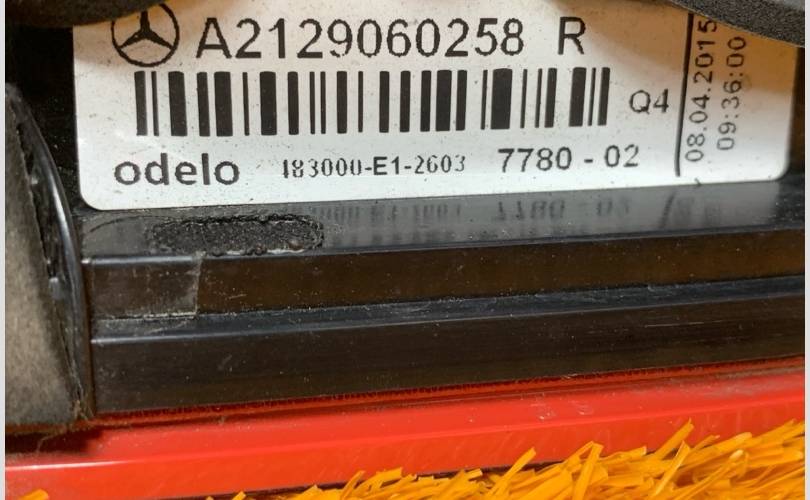 A2129060258 R
Q4
odelo 183000-E1-2603 7780 - 02
08.04.2015
09:36:00